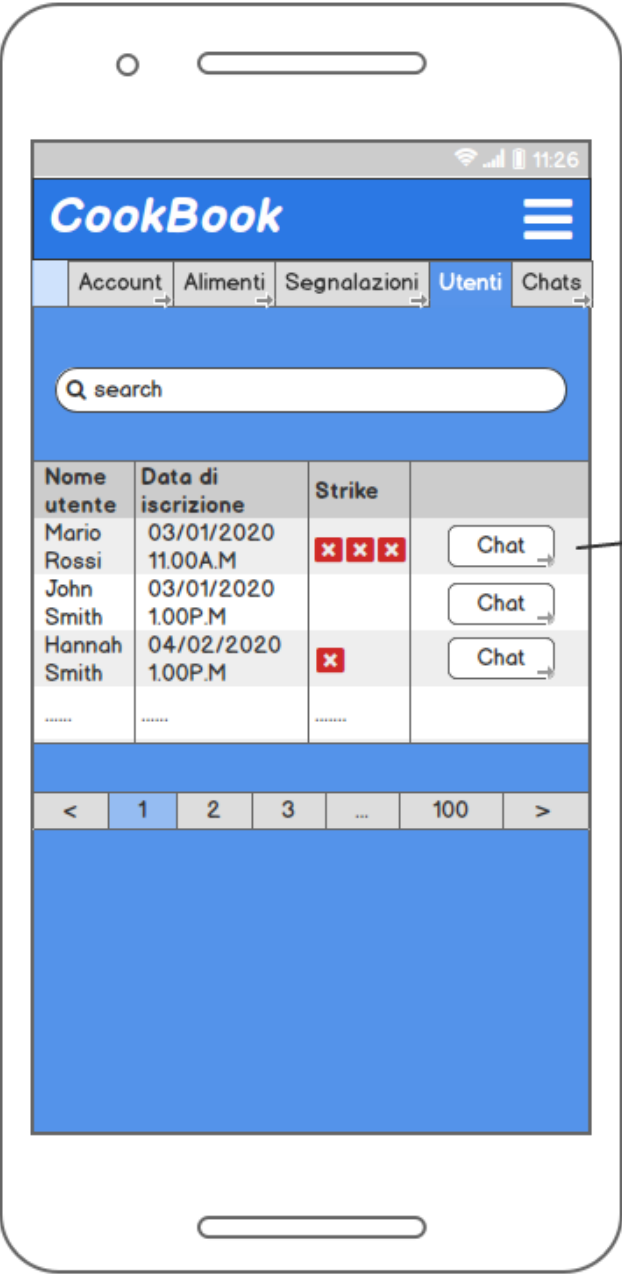 11:26
CookBook
Account Alimenti Segnalazioni Utenti Chats
search
Nome utente Data di iscrizione Strike
Mario Rossi 03/01/2020 11.00A.M Chat
John Smith 03/01/2020 1.00P.M Chat
Hannah Smith 04/02/2020 1.00P.M Chat
...... ...... .......
< 1 2 3 ... 100 >